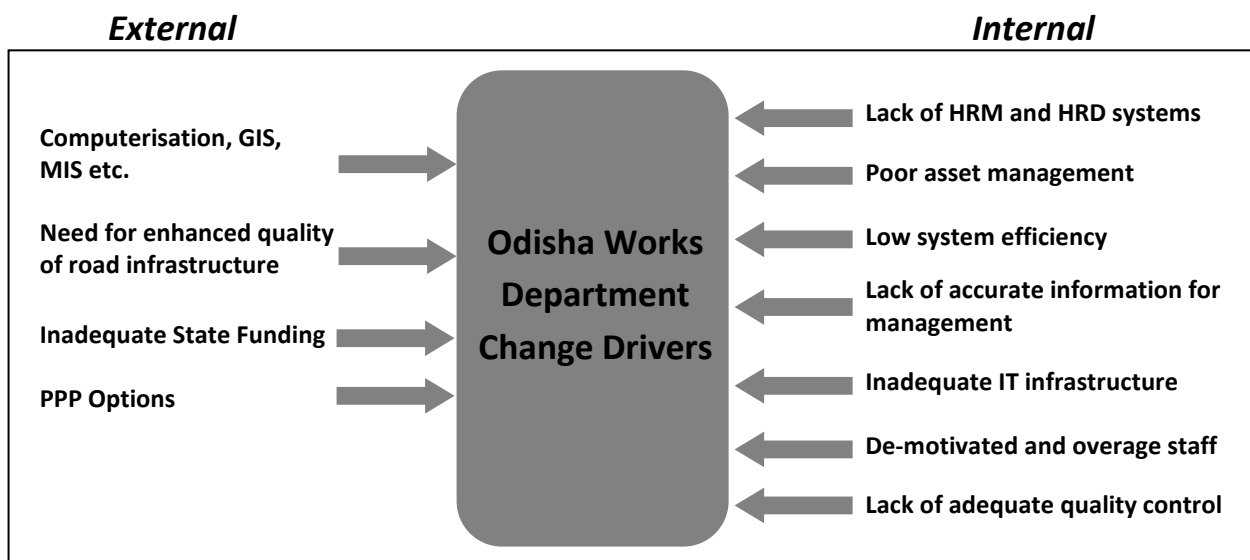 External
Internal
Computerisation, GIS,
MIS etc.
Need for enhanced quality
of road infrastructure
Inadequate State Funding
PPP Options
Odisha Works
Department
Change Drivers
Lack of HRM and HRD systems
Poor asset management
Low system efficiency
Lack of accurate information for
management
Inadequate IT infrastructure
De-motivated and overage staff
Lack of adequate quality control